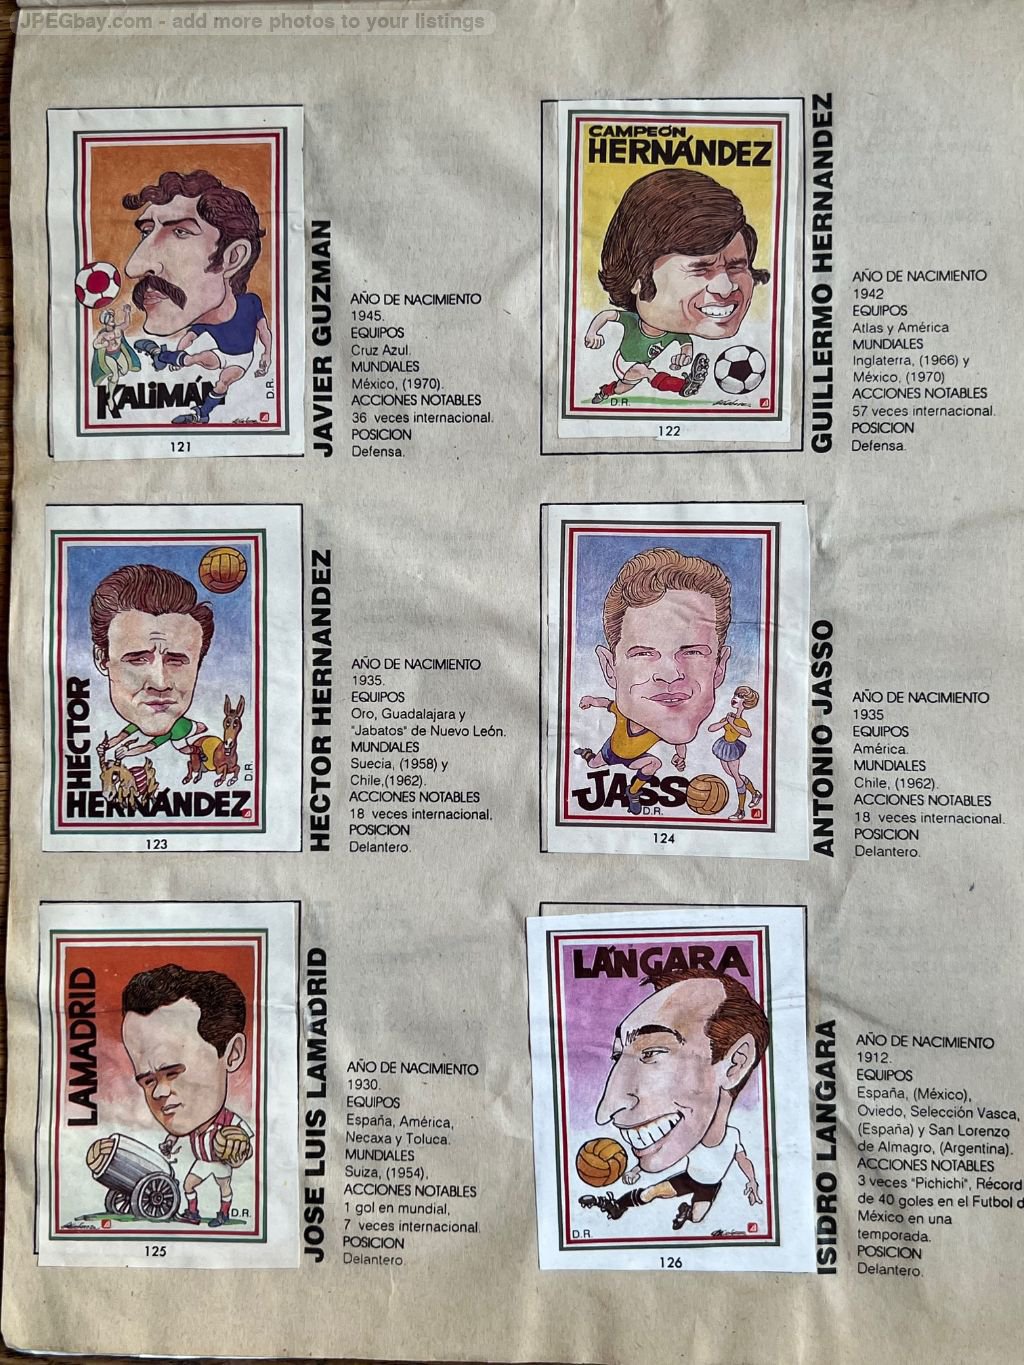 JPEGbay.com - add more photos to your listings
KALIMÁN
D.R.
121
JAVIER GUZMAN
AÑO DE NACIMIENTO
1945.
EQUIPOS
Cruz Azul.
MUNDIALES
México, (1970).
ACCIONES NOTABLES
36 veces internacional.
POSICION
Defensa.
CAMPEÓN
HERNÁNDEZ
D.R.
122
GUILLERMO HERNANDEZ
AÑO DE NACIMIENTO
1942
EQUIPOS
Atlas y América
MUNDIALES
Inglaterra, (1966) y
México, (1970)
ACCIONES NOTABLES
57 veces internacional.
POSICION
Defensa.
HÉCTOR
HERNÁNDEZ
D.R.
123
HECTOR HERNANDEZ
AÑO DE NACIMIENTO
1935.
EQUIPOS
Oro, Guadalajara y
"Jabatos" de Nuevo León.
MUNDIALES
Suecia, (1958) y
Chile,(1962).
ACCIONES NOTABLES
18 veces internacional.
POSICION
Delantero.
JASSO
D.R.
124
ANTONIO JASSO
AÑO DE NACIMIENTO
1935
EQUIPOS
América.
MUNDIALES
Chile, (1962).
ACCIONES NOTABLES
18 veces internacional.
POSICION
Delantero.
LAMADRID
D.R.
125
JOSE LUIS LAMADRID
AÑO DE NACIMIENTO
1930.
EQUIPOS
España, América,
Necaxa y Toluca.
MUNDIALES
Suiza, (1954).
ACCIONES NOTABLES
1 gol en mundial,
7 veces internacional.
POSICION
Delantero.
LÁNGARA
D.R.
126
ISIDRO LANGARA
AÑO DE NACIMIENTO
1912.
EQUIPOS
España, (México),
Oviedo, Selección Vasca,
(España) y San Lorenzo
de Almagro, (Argentina).
ACCIONES NOTABLES
3 veces "Pichichi", Récord
de 40 goles en el Futbol d
México en una
temporada.
POSICION
Delantero.